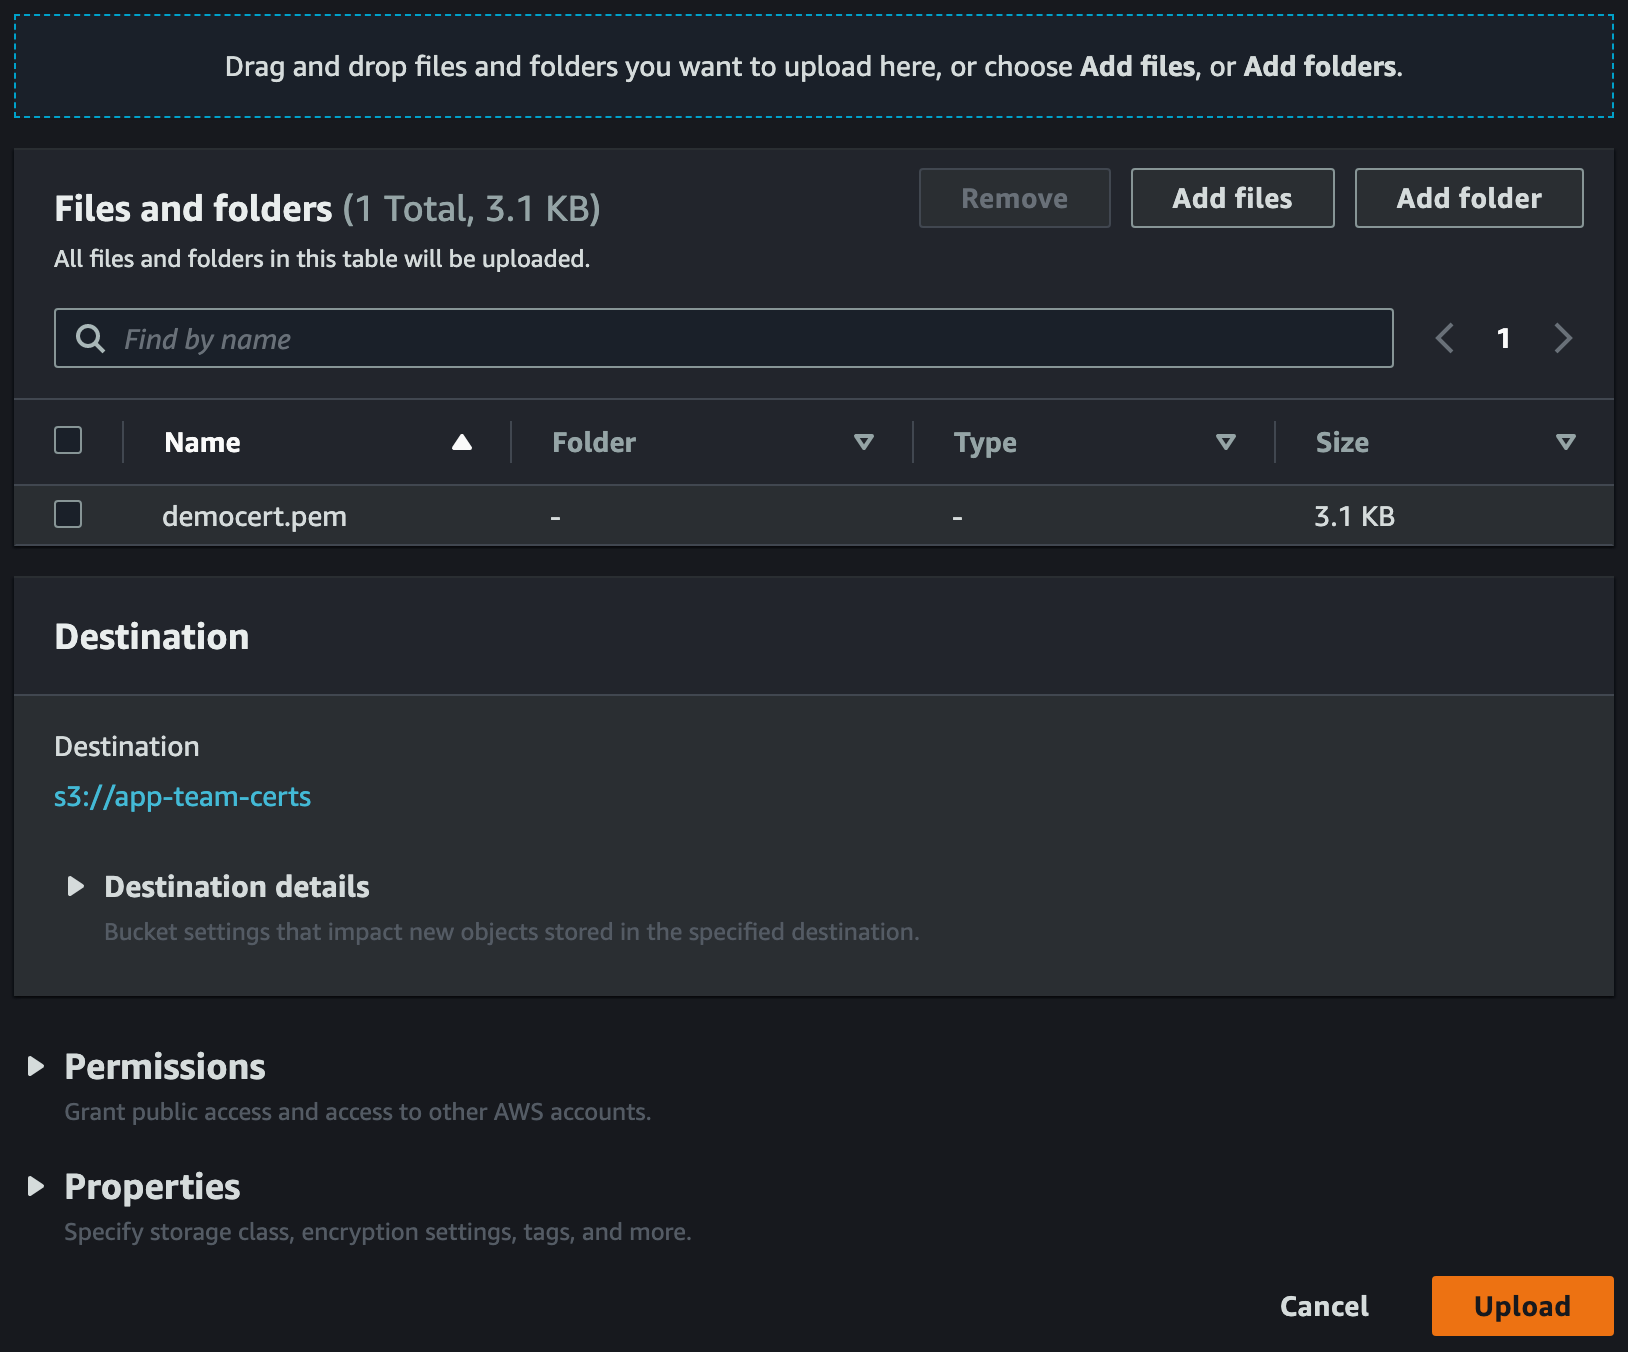 Drag and drop files and folders you want to upload here, or choose Add files, or Add folders.
Files and folders (1 Total, 3.1 KB)
Remove
Add files
Add folder
All files and folders in this table will be uploaded.
Find by name
1
Name
Folder
Type
Size
democert.pem
-
-
3.1 KB
Destination
Destination
s3://app-team-certs
Destination details
Bucket settings that impact new objects stored in the specified destination.
Permissions
Grant public access and access to other AWS accounts.
Properties
Specify storage class, encryption settings, tags, and more.
Cancel
Upload